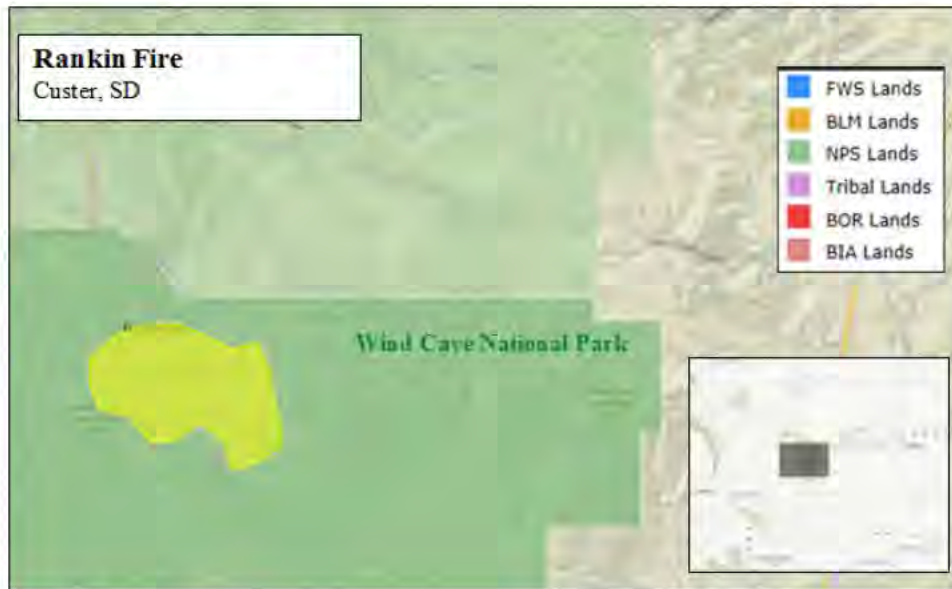 Rankin Fire
Custer, SD
FWS Lands
BLM Lands
NPS Lands
Tribal Lands
BOR Lands
BIA Lands
Wind Cave National Park